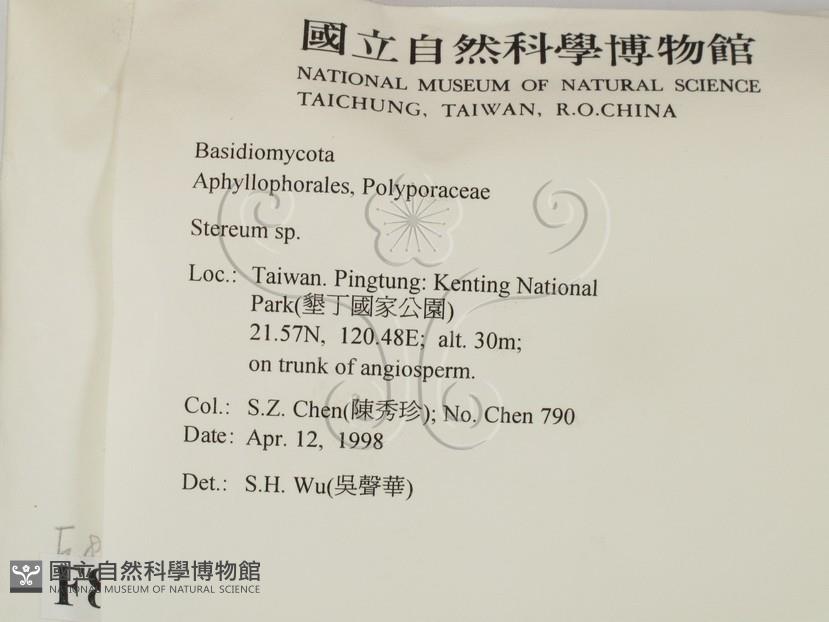 國立自然科學博物館
NATIONAL MUSEUM OF NATURAL SCIENCE
TAICHUNG, TAIWAN, R.O.CHINA
Basidiomycota
Aphyllophorales, Polyporaceae
Stereum sp.
Loc.: Taiwan. Pingtung: Kenting National
Park(墾丁國家公園)
21.57N, 120.48E; alt. 30m;
on trunk of angiosperm.
Col.: S.Z. Chen(陳秀珍); No. Chen 790
Date: Apr. 12, 1998
Det.: S.H. Wu(吳聲華)
國立自然科學博物館
NATIONAL MUSEUM OF NATURAL SCIENCE